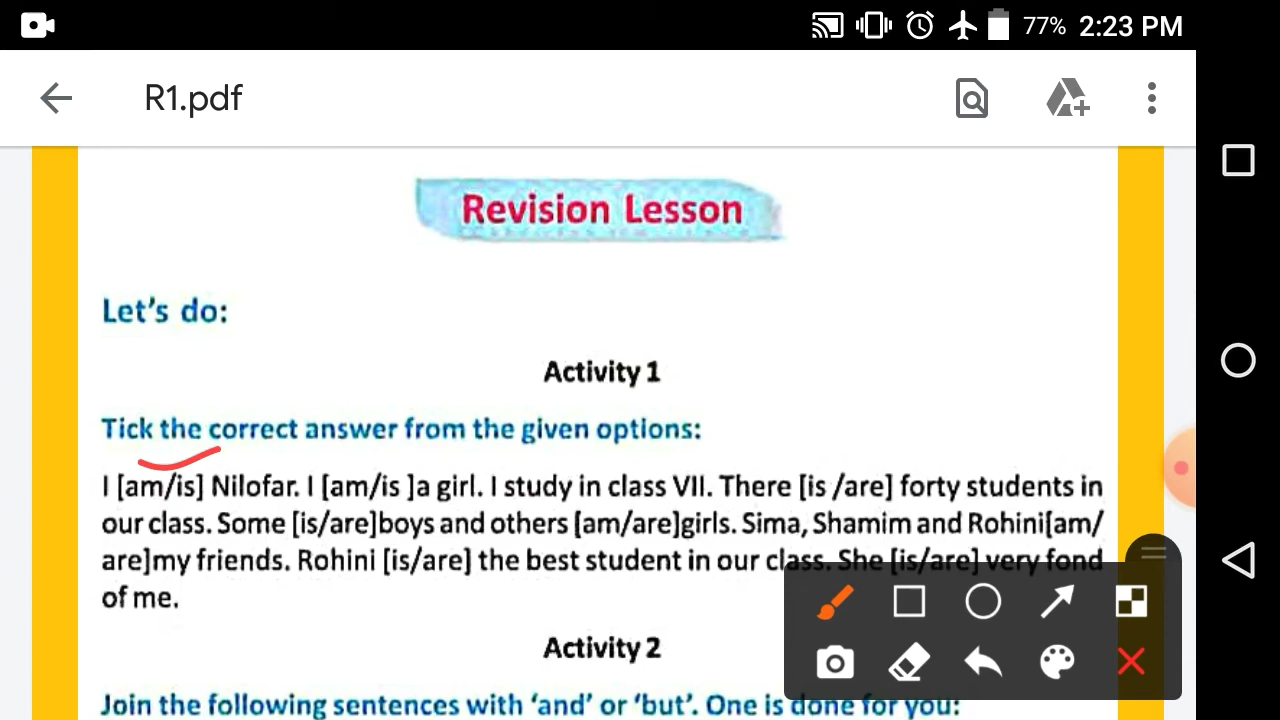 77% 2:23 PM
R1.pdf
Revision Lesson
Let's do:
Activity 1
Tick the correct answer from the given options:
I [am/is] Nilofar. I [am/is ]a girl. I study in class VII. There [is /are] forty students in
our class. Some [is/are]boys and others [am/are]girls. Sima, Shamim and Rohini[am/
are]my friends. Rohini [is/are] the best student in our class. She [is/are] very fond
of me.
Activity 2
Join the following sentences with 'and' or 'but'. One is done for you: